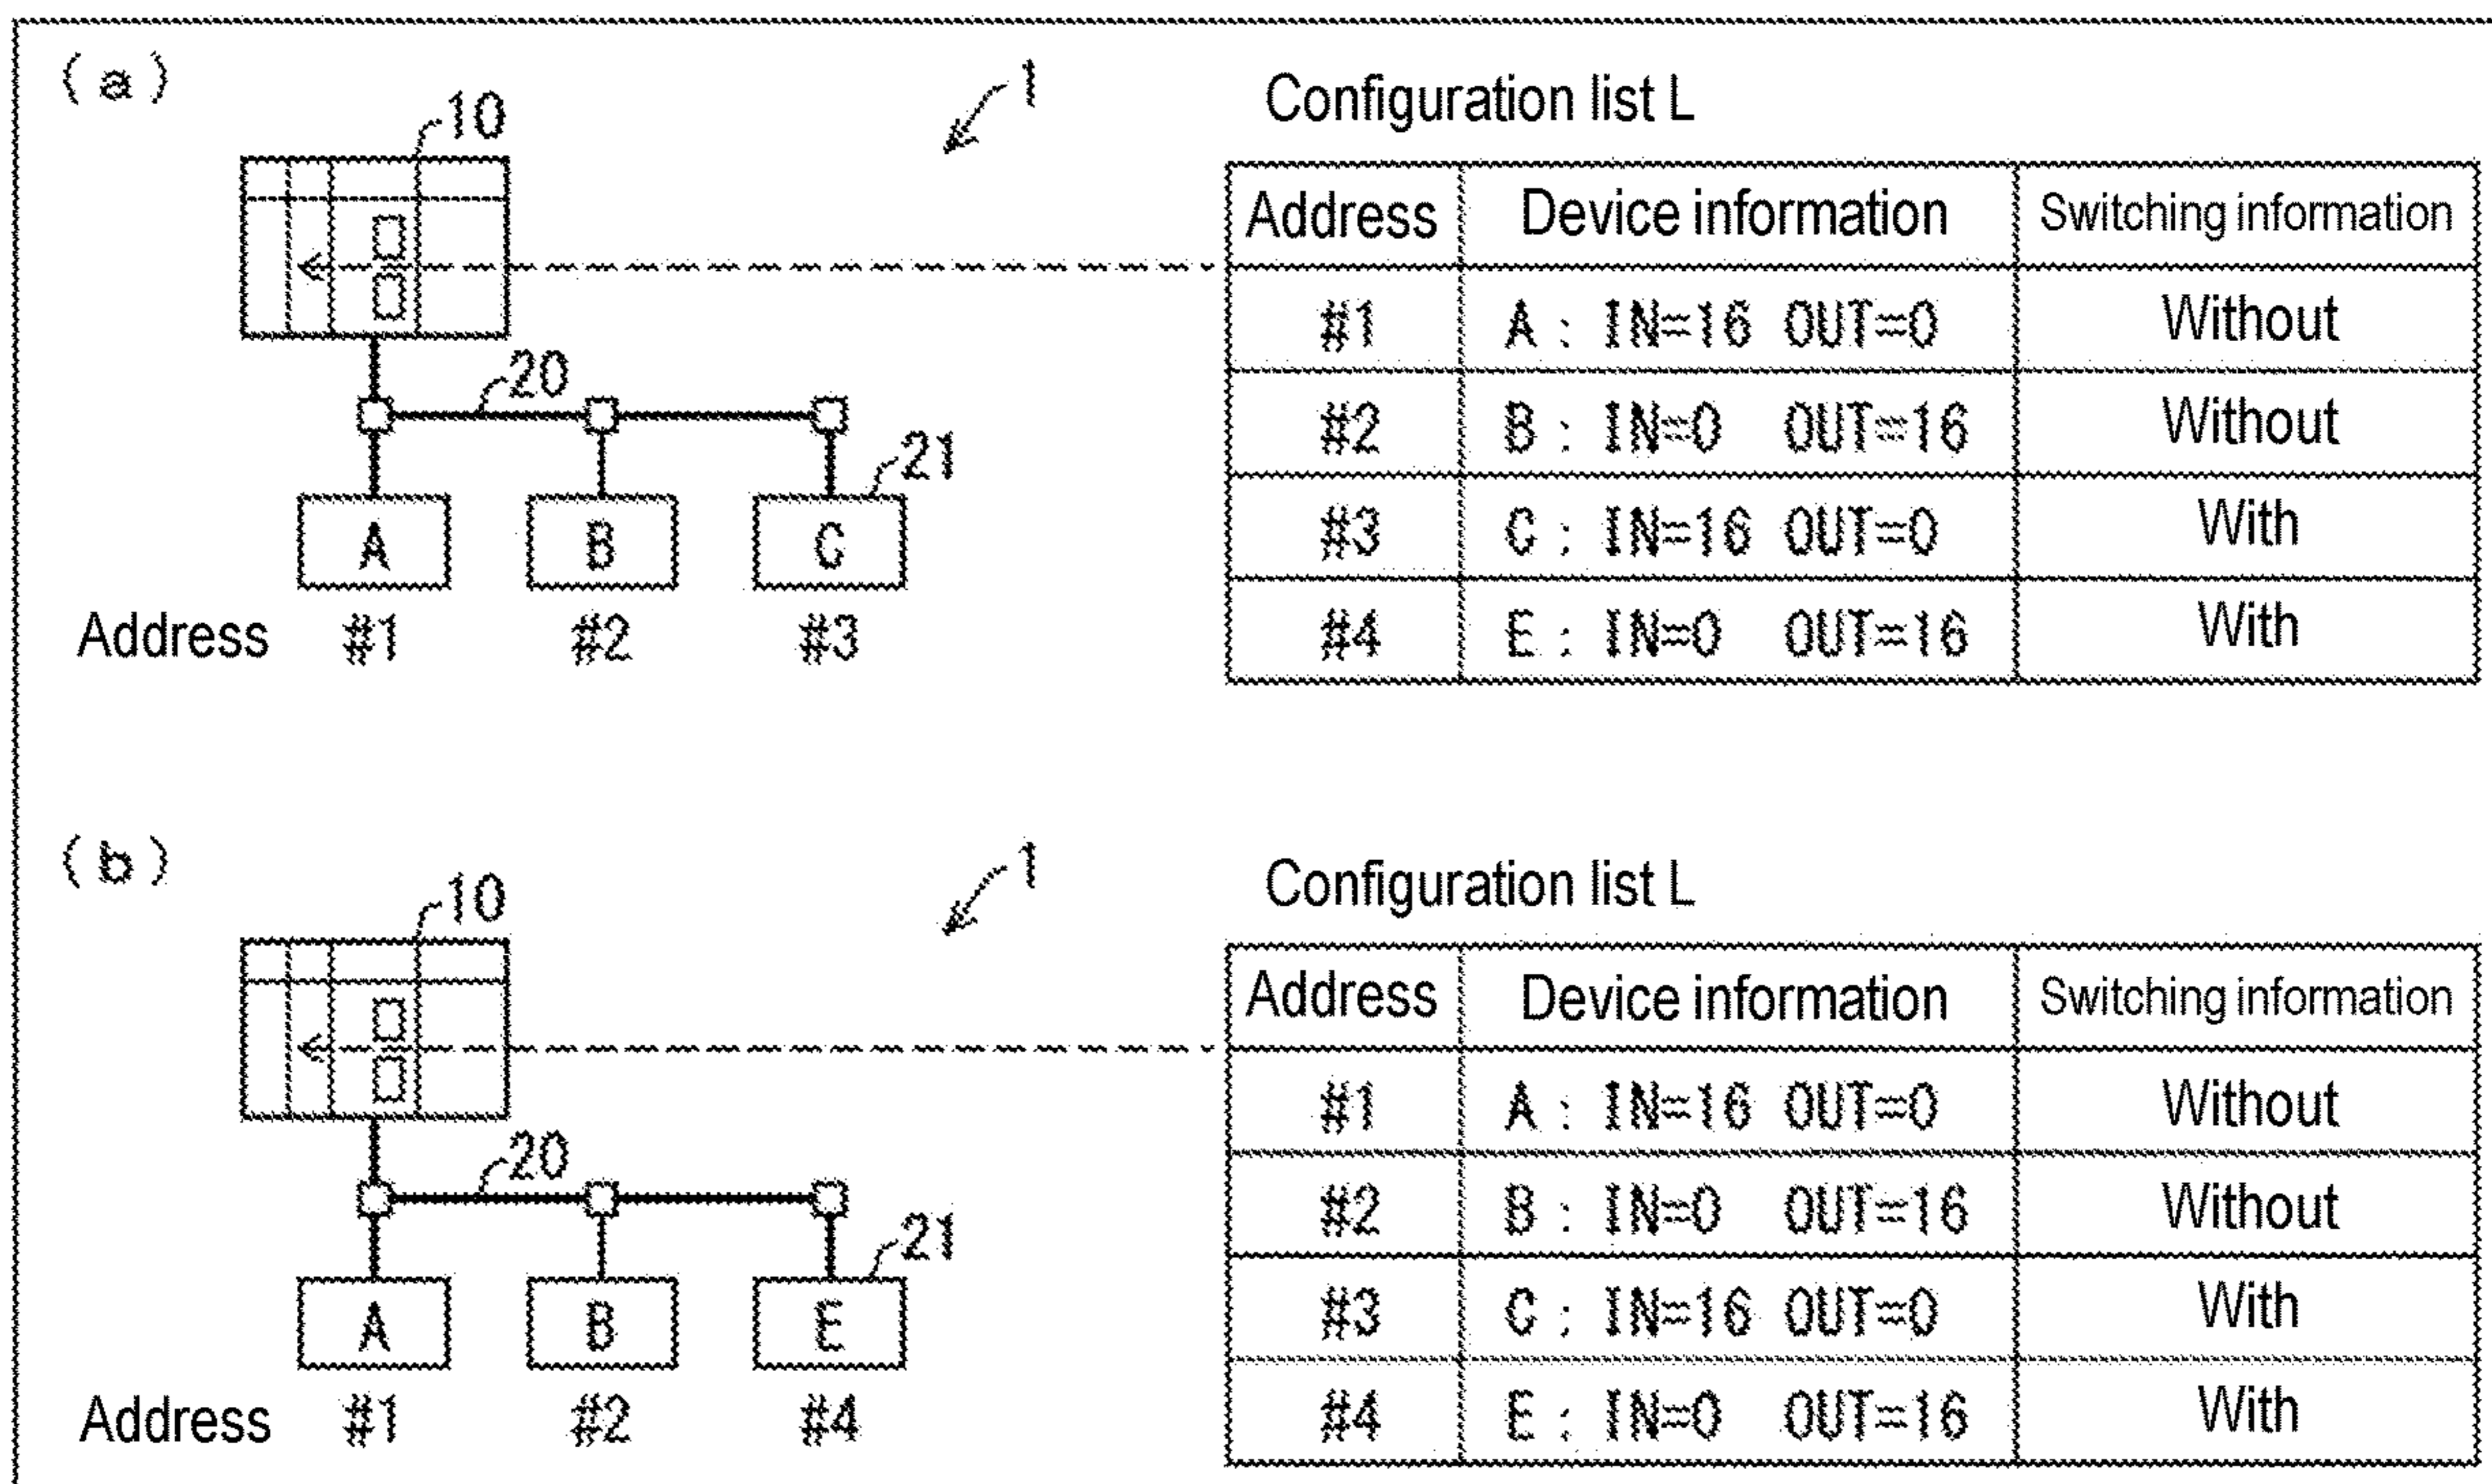 (a)
1
Configuration list L
10
Address Device information Switching information
#1 A : IN=16 OUT=0 Without
20
#2 B : IN=0 OUT=16 Without
21
A B C
#3 C : IN=16 OUT=0 With
Address #1 #2 #3
#4 E : IN=0 OUT=16 With
(b)
1
Configuration list L
10
Address Device information Switching information
#1 A : IN=16 OUT=0 Without
20
#2 B : IN=0 OUT=16 Without
21
A B E
#3 C : IN=16 OUT=0 With
Address #1 #2 #4
#4 E : IN=0 OUT=16 With